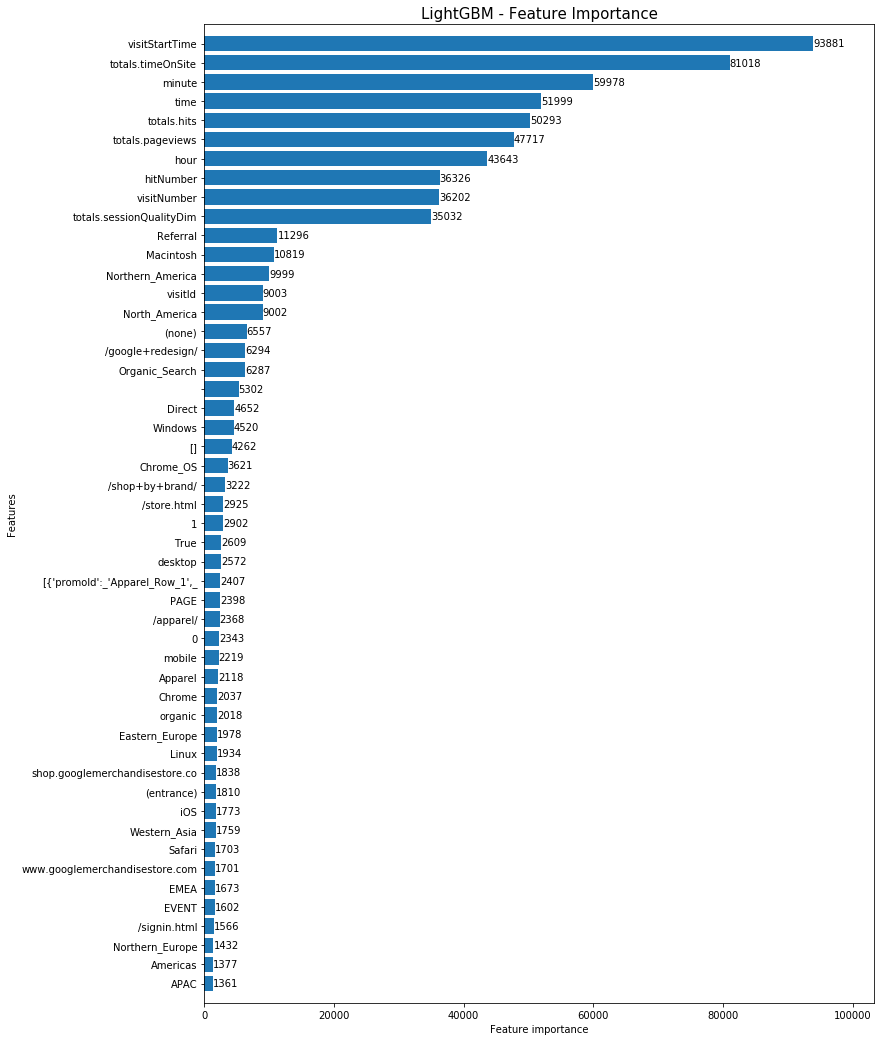 LightGBM - Feature Importance
visitStartTime 93881
totals.timeOnSite 81018
minute 59978
time 51999
totals.hits 50293
totals.pageviews 47717
hour 43643
hitNumber 36326
visitNumber 36202
totals.sessionQualityDim 35032
Referral 11296
Macintosh 10819
Northern_America 9999
visitId 9003
North_America 9002
(none) 6557
/google+redesign/ 6294
Organic_Search 6287
5302
Direct 4652
Windows 4520
[] 4262
Chrome_OS 3621
/shop+by+brand/ 3222
/store.html 2925
1 2902
True 2609
desktop 2572
[{'promoId':_'Apparel_Row_1',_ 2407
PAGE 2398
/apparel/ 2368
0 2343
mobile 2219
Apparel 2118
Chrome 2037
organic 2018
Eastern_Europe 1978
Linux 1934
shop.googlemerchandisestore.co 1838
(entrance) 1810
iOS 1773
Western_Asia 1759
Safari 1703
www.googlemerchandisestore.com 1701
EMEA 1673
EVENT 1602
/signin.html 1566
Northern_Europe 1432
Americas 1377
APAC 1361
Features
0 20000 40000 60000 80000 100000
Feature importance